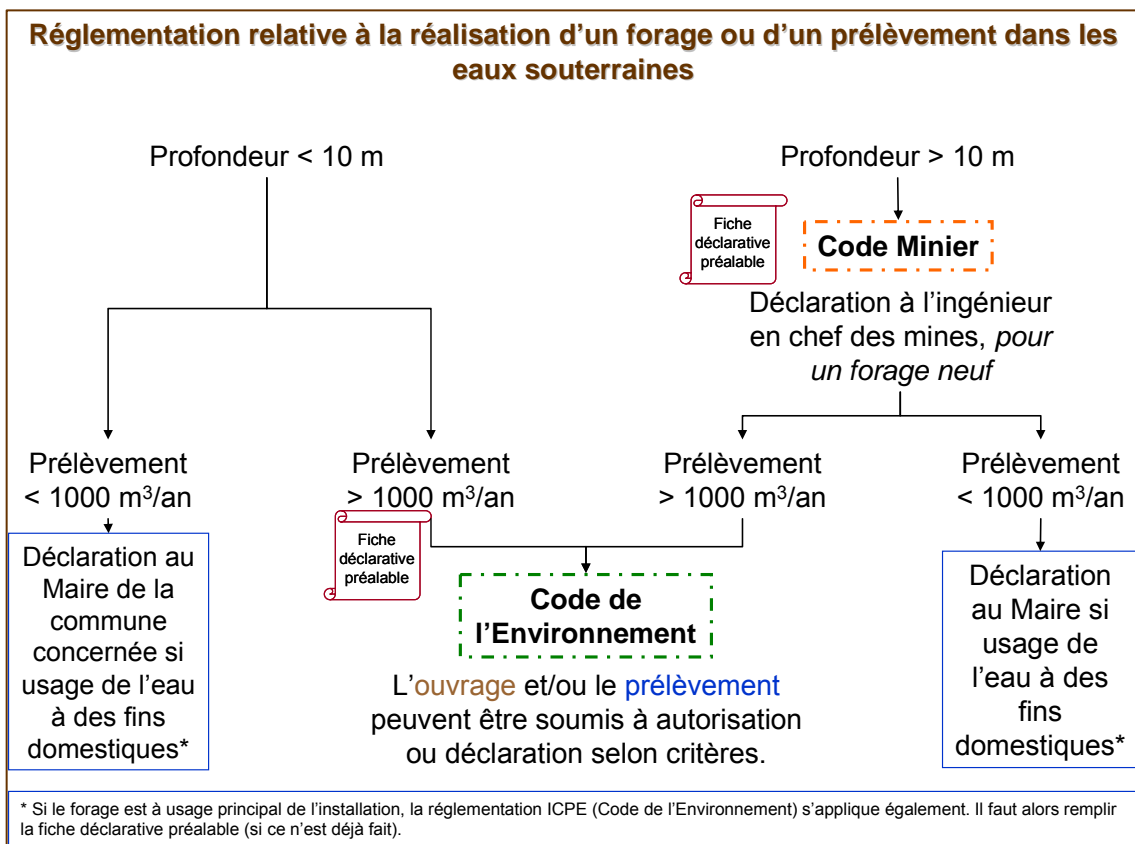 Réglementation relative à la réalisation d'un forage ou d'un prélèvement dans les
eaux souterraines
Profondeur < 10 m
Profondeur > 10 m
Fiche
déclarative
préalable
Code Minier
Déclaration à l'ingénieur
en chef des mines, pour
un forage neuf
Prélèvement
< 1000 m³/an
Prélèvement
> 1000 m³/an
Prélèvement
> 1000 m³/an
Prélèvement
< 1000 m³/an
Déclaration au
Maire de la
commune
concernée si
usage de l'eau
à des fins
domestiques*
Fiche
déclarative
préalable
Code de
l'Environnement
L'ouvrage et/ou le prélèvement
peuvent être soumis à autorisation
ou déclaration selon critères.
Déclaration
au Maire si
usage de
l'eau à des
fins
domestiques*
* Si le forage est à usage principal de l'installation, la réglementation ICPE (Code de l'Environnement) s'applique également. Il faut alors remplir
la fiche déclarative préalable (si ce n'est déjà fait).